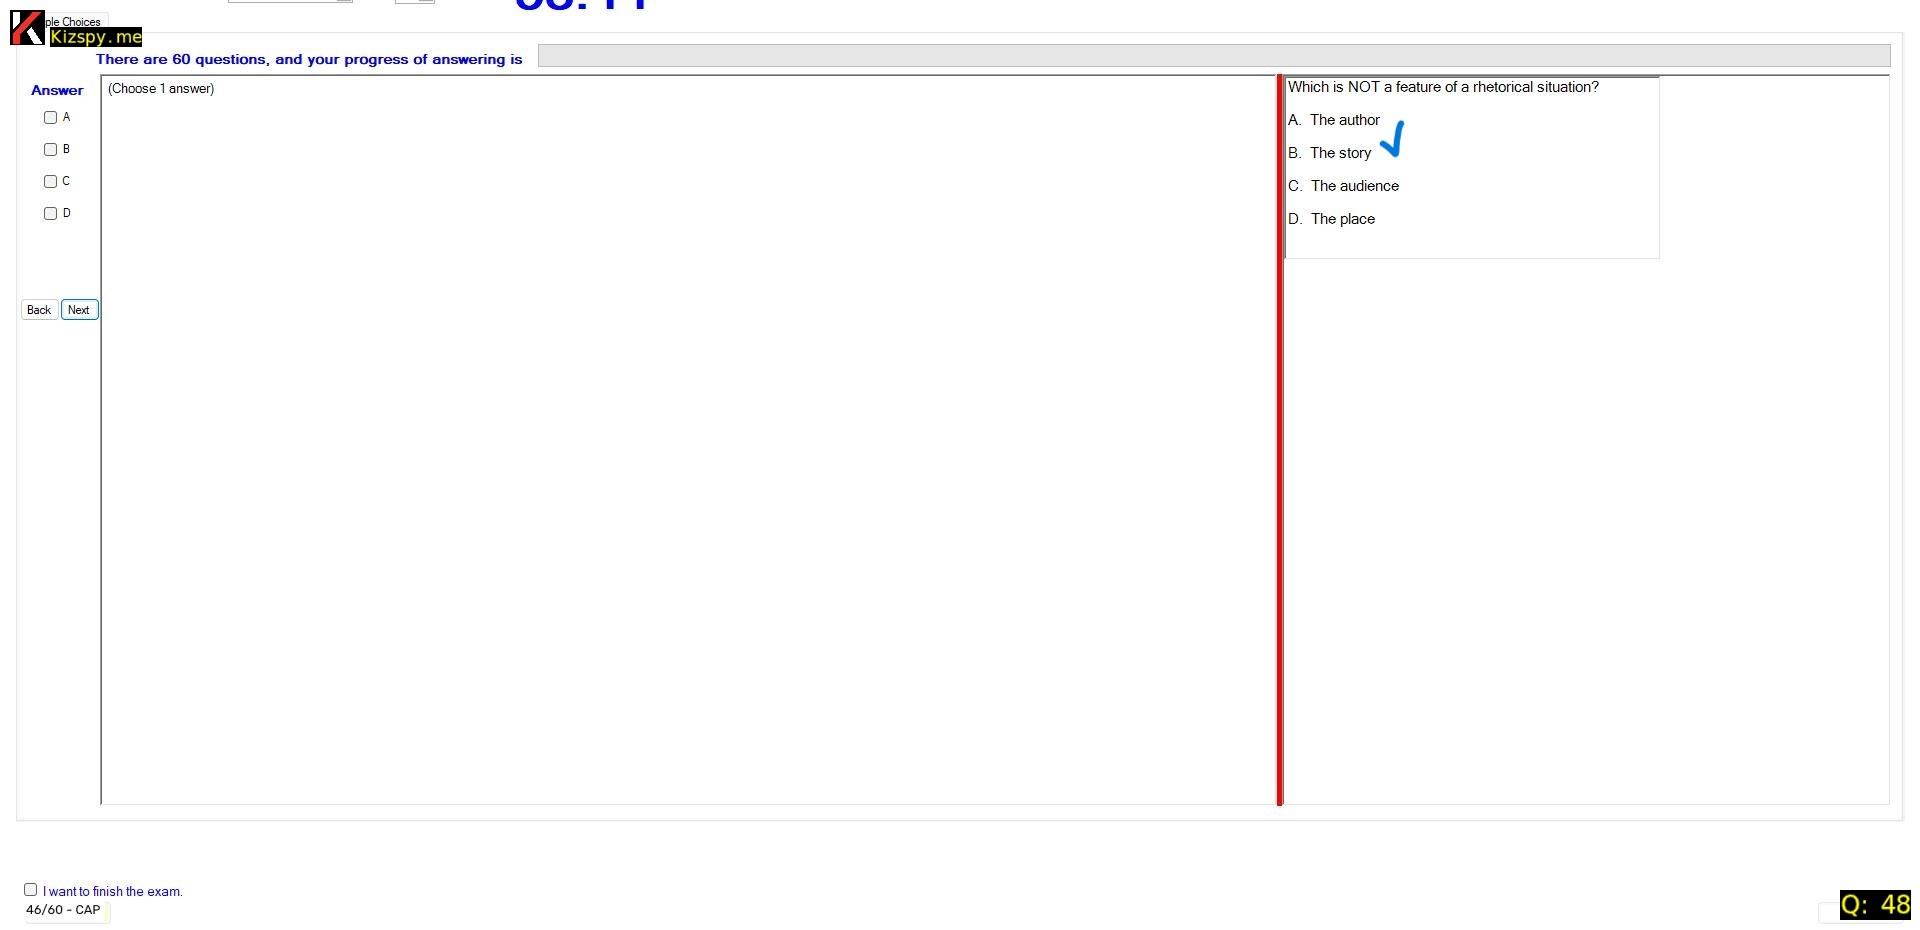 ple Choices
Kizspy.me
There are 60 questions, and your progress of answering is
Answer
(Choose 1 answer)
A
B
C
D
Back Next
Which is NOT a feature of a rhetorical situation?
A. The author
B. The story
C. The audience
D. The place
I want to finish the exam.
46/60 - CAP
Q: 48